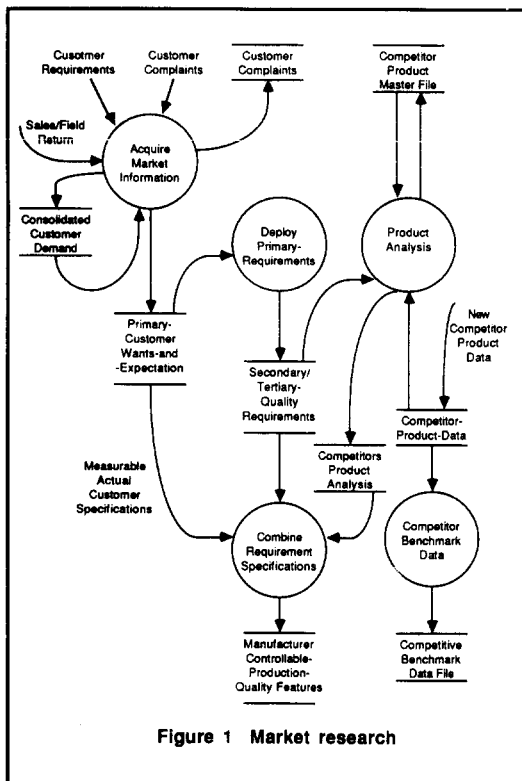 Cusotmer
Requirements
Customer
Complaints
Customer
Complaints
Competitor
Product
Master File
Sales/Field
Return
Acquire
Market
Information
Consolidated
Customer
Demand
Deploy
Primary-
Requirements
Product
Analysis
Primary-
Customer
Wants-and
-Expectation
Secondary/
Tertiary-
Quality
Requirements
New
Competitor
Product
Data
Competitor-
Product-Data
Measurable
Actual
Customer
Specifications
Competitors
Product
Analysis
Combine
Requirement
Specifications
Competitor
Benchmark
Data
Manufacturer
Controllable-
Production-
Quality Features
Competitive
Benchmark
Data File
Figure 1 Market research